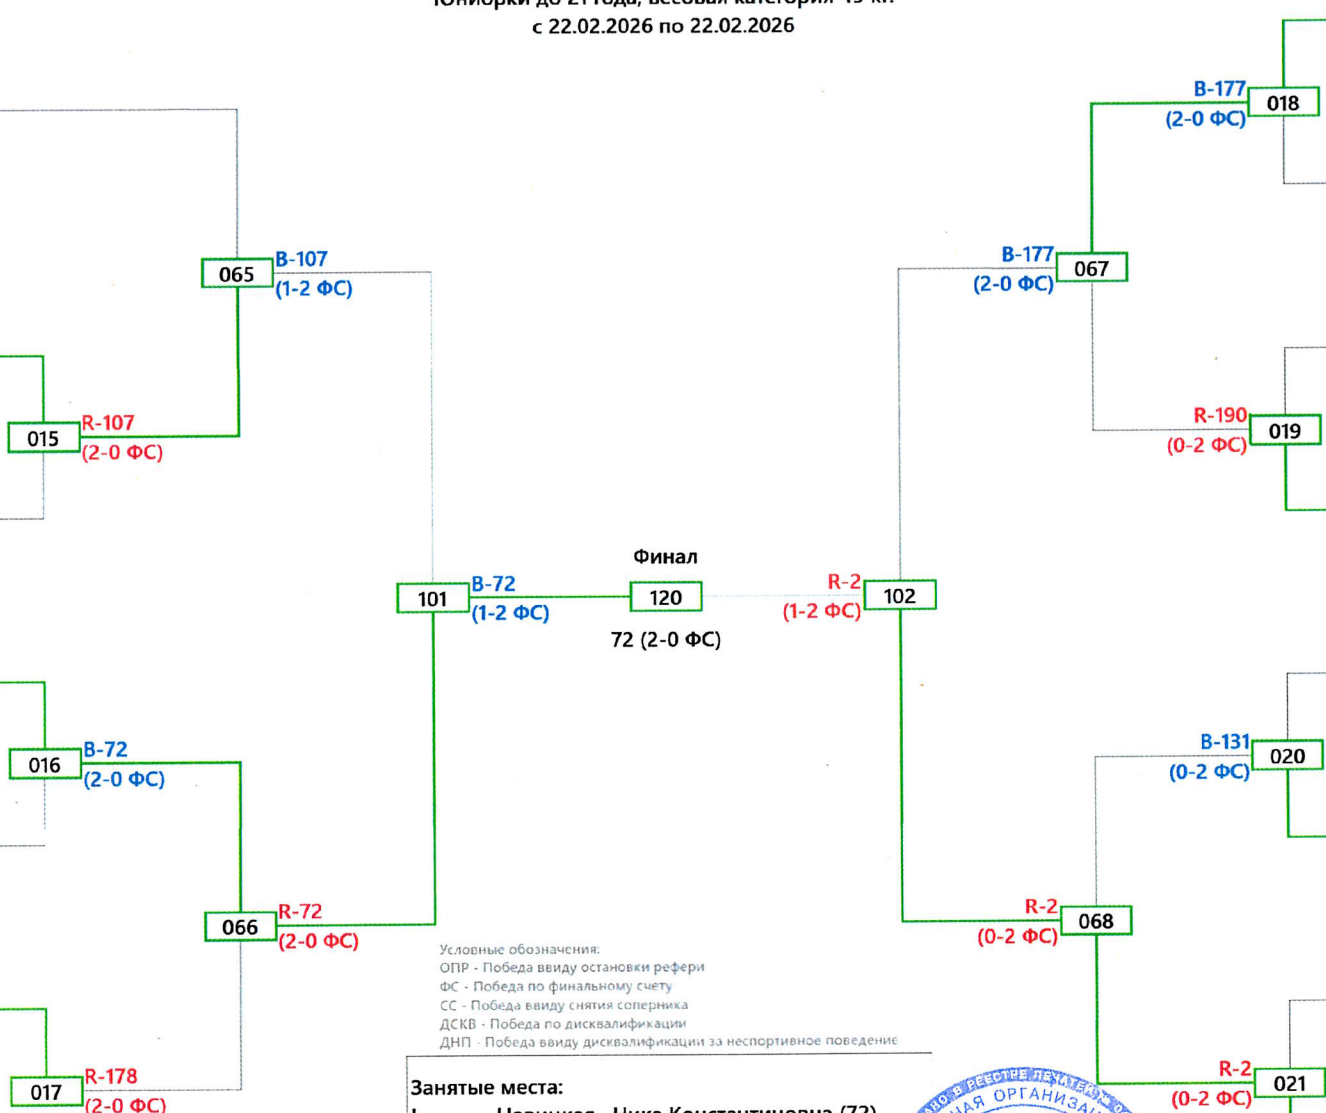 с 22.02.2026 по 22.02.2026
B-177
018
(2-0 ФС)
B-107
065
(1-2 ФС)
B-177
067
(2-0 ФС)
R-107
015
(2-0 ФС)
R-190
019
(0-2 ФС)
Финал
B-72
101
(1-2 ФС)
120
R-2
102
(1-2 ФС)
72 (2-0 ФС)
B-72
016
(2-0 ФС)
B-131
020
(0-2 ФС)
R-72
066
(2-0 ФС)
R-2
068
(0-2 ФС)
Условные обозначения:
ОПР - Победа ввиду остановки рефери
ФС - Победа по финальному счету
СС - Победа ввиду снятия соперника
ДСКВ - Победа по дисквалификации
ДНП - Победа ввиду дисквалификации за неспортивное поведение
R-178
017
(2-0 ФС)
R-2
021
(0-2 ФС)
Занятые места:
Константиновна (72)
В РЕЕСТРЕ